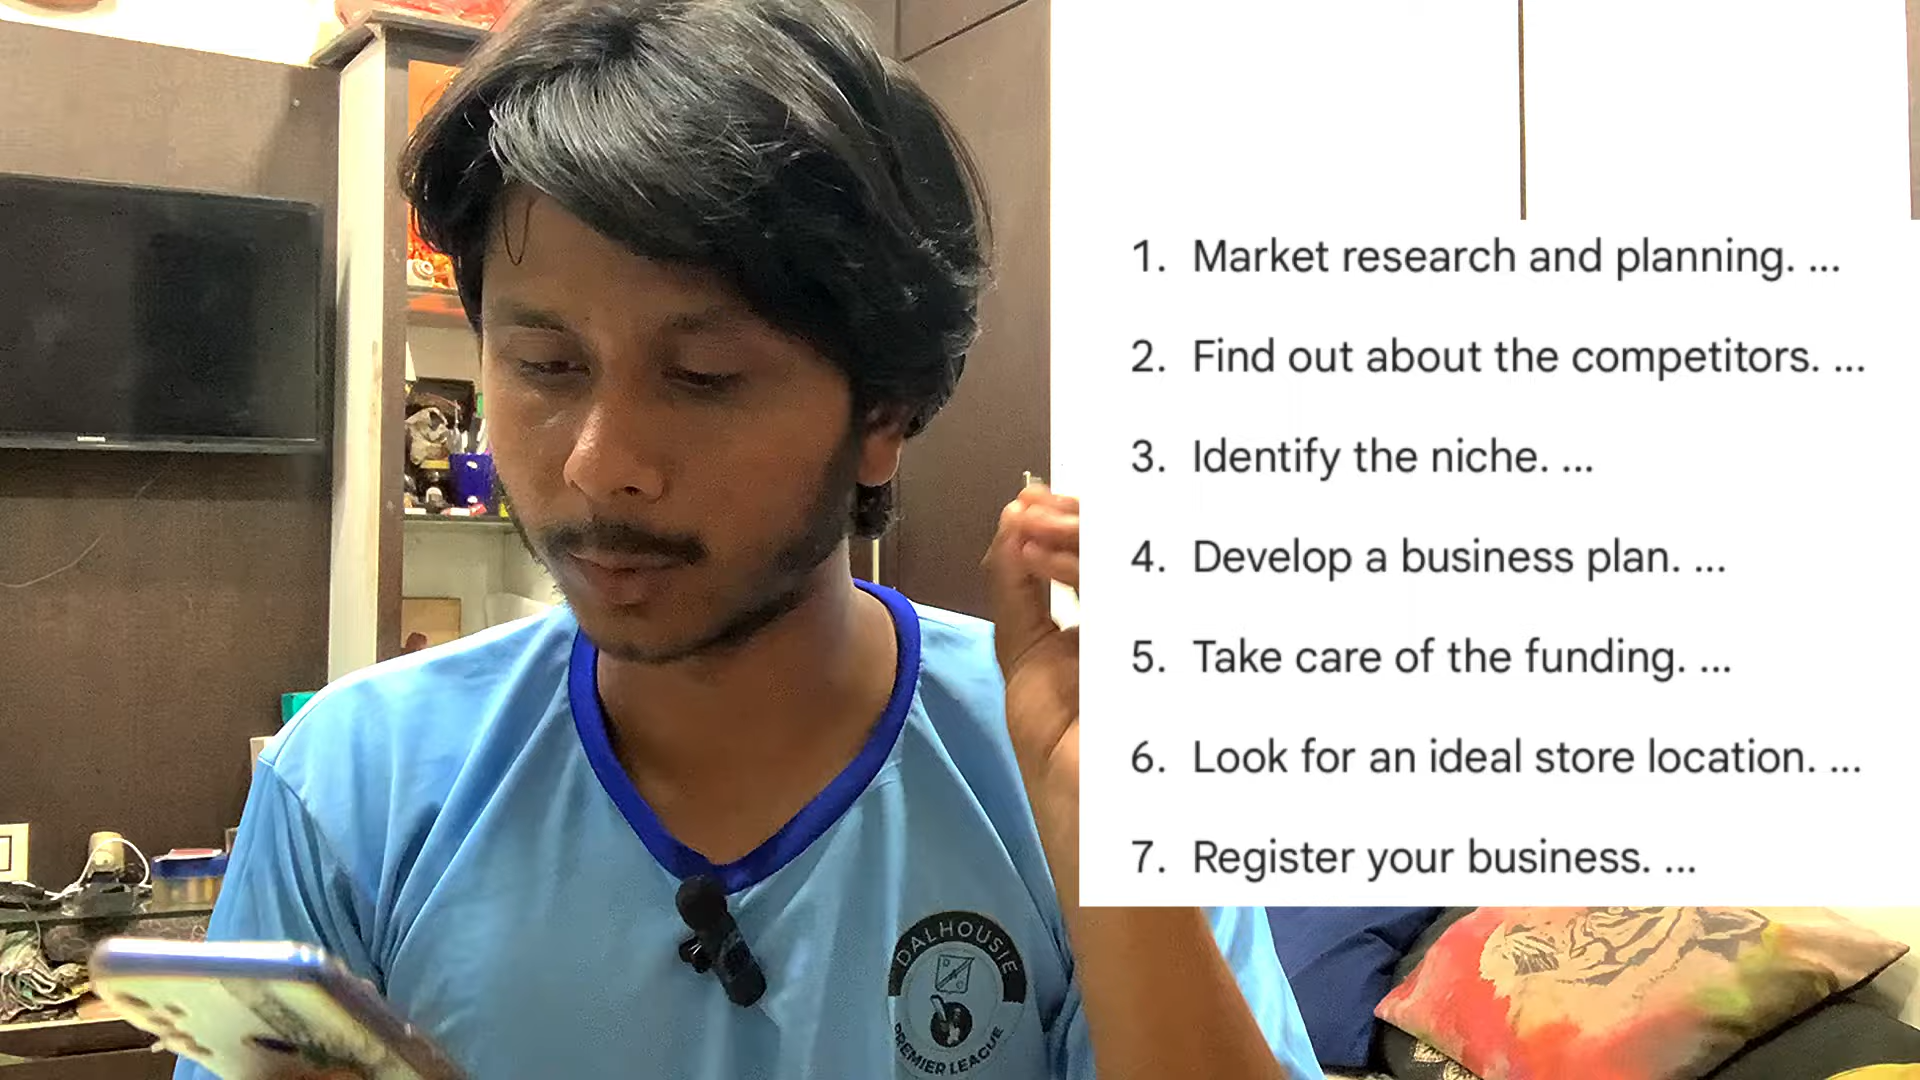 SAMSUNG
1. Market research and planning. ...
2. Find out about the competitors. ...
3. Identify the niche. ...
4. Develop a business plan. ...
5. Take care of the funding. ...
6. Look for an ideal store location. ...
7. Register your business. ...
DALHOUSIE
PREMIER LEAGUE